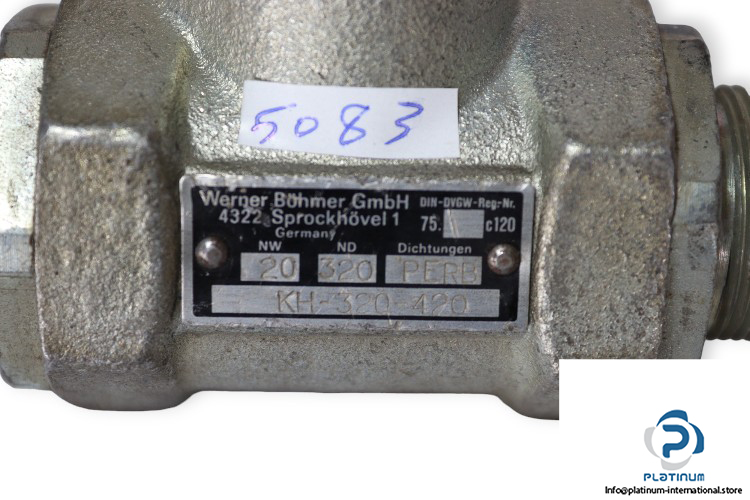 5083
Werner Böhmer GmbH DIN-DVGW-Reg.-Nr.
4322 Sprockhövel 1 75. c120
Germany
NW ND Dichtungen
20 320 PERB
KH-320-420
PLATINUM
Info@platinum-international.store